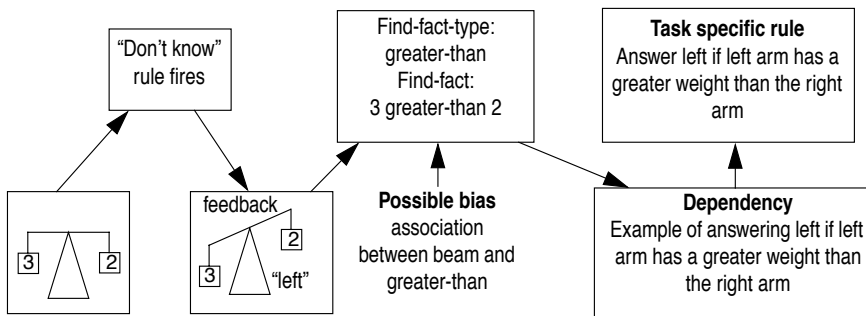 “Don’t know”
rule fires
3
2
feedback
3
2
“left”
Find-fact-type:
greater-than
Find-fact:
3 greater-than 2
Possible bias
association
between beam and
greater-than
Task specific rule
Answer left if left arm has a
greater weight than the right
arm
Dependency
Example of answering left if left
arm has a greater weight than
the right arm